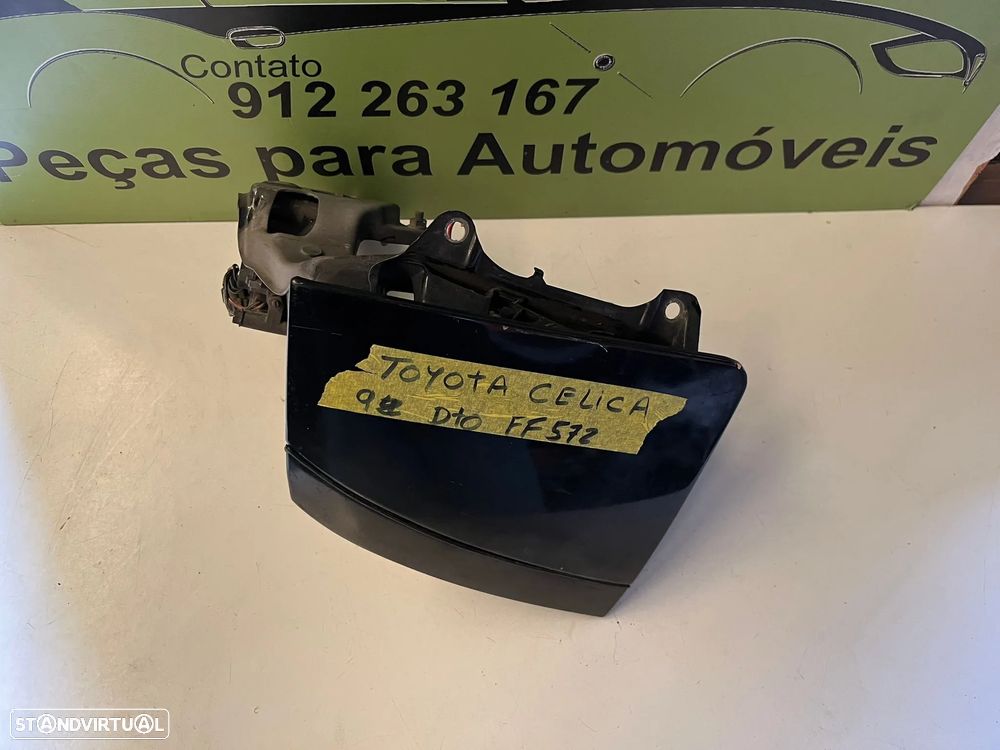 Contato
912 263 167
Peças para Automóveis
TOYOTA CELICA
Dto FF572
STANDVIRTUAL